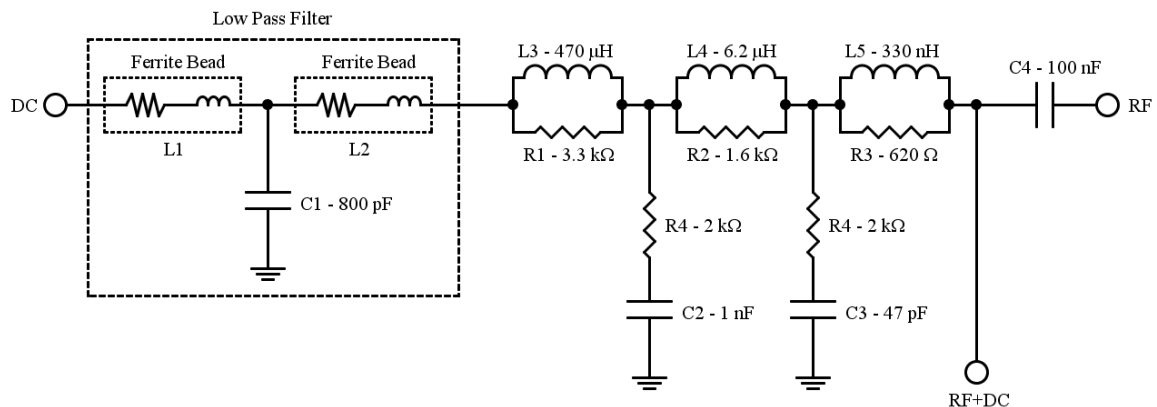 Low Pass Filter
Ferrite Bead
Ferrite Bead
L3 - 470 μH
L4 - 6.2 μH
L5 - 330 nH
C4 - 100 nF
DC
RF
L1
L2
R1 - 3.3 kΩ
R2 - 1.6 kΩ
R3 - 620 Ω
C1 - 800 pF
R4 - 2 kΩ
R4 - 2 kΩ
C2 - 1 nF
C3 - 47 pF
RF+DC